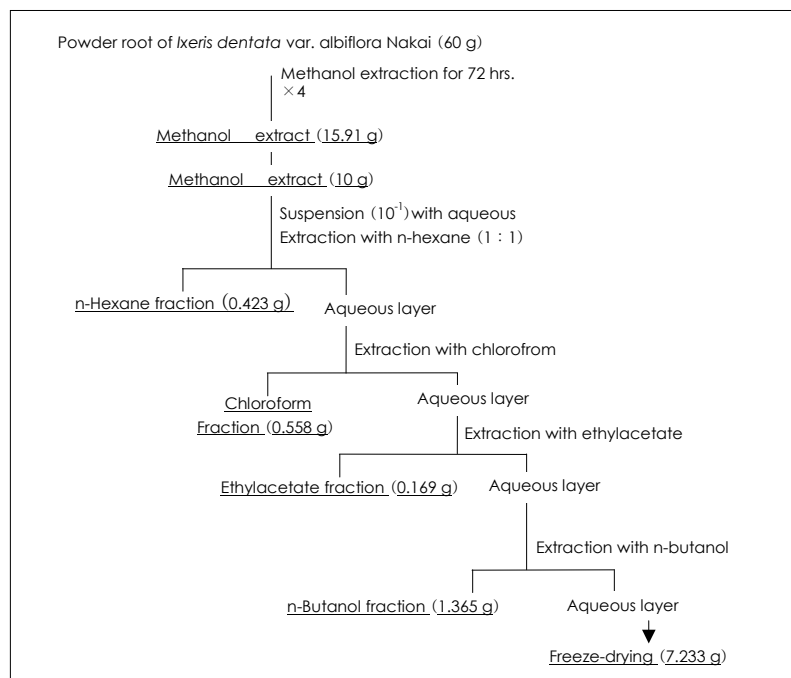 Powder root of Ixeris dentata var. albiflora Nakai (60 g)
Methanol extraction for 72 hrs.
×4
Methanol extract (15.91 g)
Methanol extract (10 g)
Suspension (10⁻¹) with aqueous
Extraction with n-hexane (1 : 1)
n-Hexane fraction (0.423 g)
Aqueous layer
Extraction with chlorofrom
Chloroform
Fraction (0.558 g)
Aqueous layer
Extraction with ethylacetate
Ethylacetate fraction (0.169 g)
Aqueous layer
Extraction with n-butanol
n-Butanol fraction (1.365 g)
Aqueous layer
Freeze-drying (7.233 g)